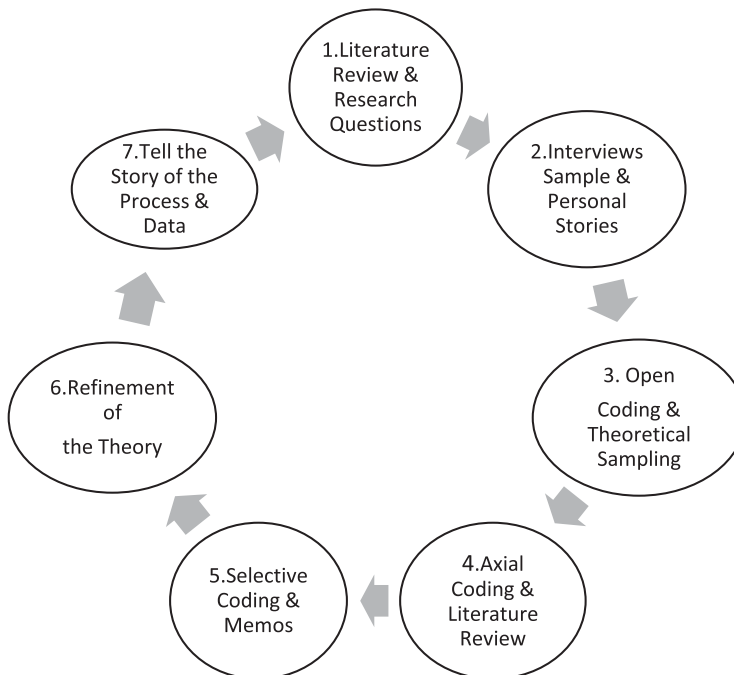 1.Literature
Review &
Research
Questions
2.Interviews
Sample &
Personal
Stories
3. Open
Coding &
Theoretical
Sampling
4.Axial
Coding &
Literature
Review
5.Selective
Coding &
Memos
6.Refinement
of
the Theory
7.Tell the
Story of the
Process &
Data